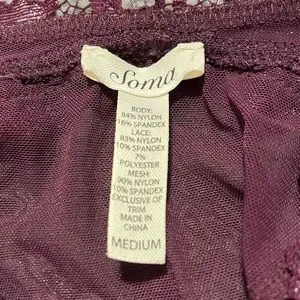 Soma
BODY:
84% NYLON
16% SPANDEX
LACE:
83% NYLON
10% SPANDEX
7%
POLYESTER
MESH:
90% NYLON
10% SPANDEX
EXCLUSIVE OF
TRIM
MADE IN
CHINA
MEDIUM